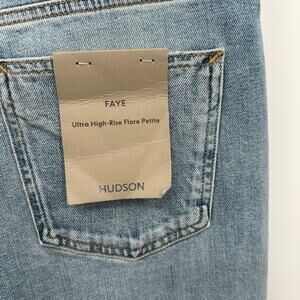 FAYE
Ultra High-Rise Flare Petite
HUDSON